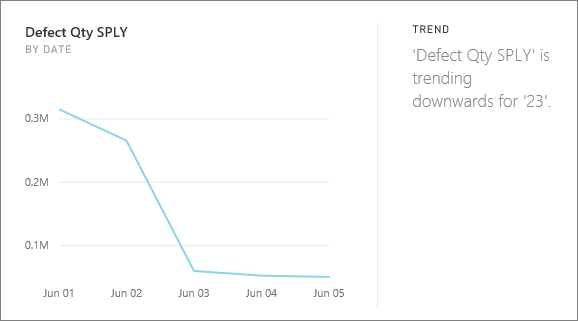 Defect Qty SPLY
BY DATE
0.3M
0.2M
0.1M
Jun 01 Jun 02 Jun 03 Jun 04 Jun 05
TREND
'Defect Qty SPLY' is
trending
downwards for '23'.